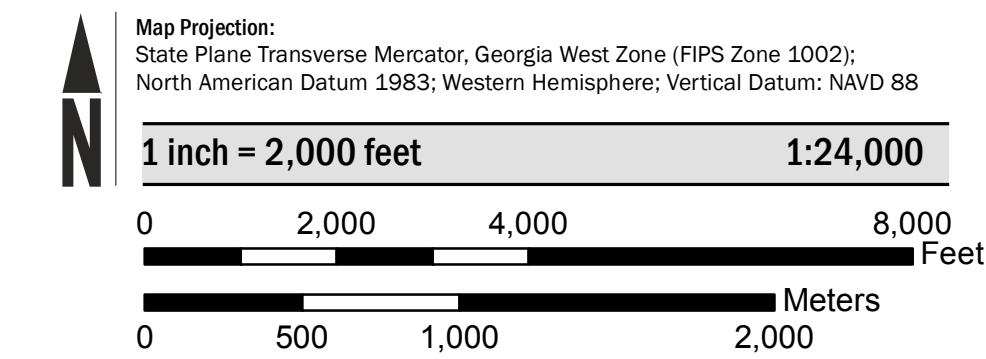 Map Projection:
State Plane Transverse Mercator, Georgia West Zone (FIPS Zone 1002);
North American Datum 1983; Western Hemisphere; Vertical Datum: NAVD 88
N
1 inch = 2,000 feet 1:24,000
0 2,000 4,000 8,000
Feet
Meters
0 500 1,000 2,000